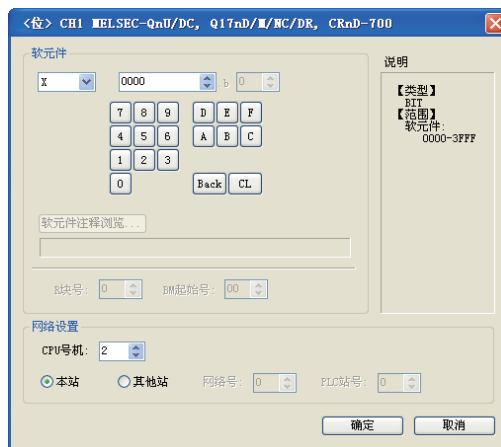 <位> CH1 MELSEC-QnU/DC, Q17nD/M/NC/DR, CRnD-700
软元件
X 0000 .b 0
7 8 9 D E F
4 5 6 A B C
1 2 3
0 Back CL
软元件注释浏览...
R块号: 0 BM起始号: 00
说明
【类型】
BIT
【范围】
软元件:
0000-3FFF
网络设置
CPU号机: 2
本站 其他站 网络号: 0 PLC站号: 0
确定 取消